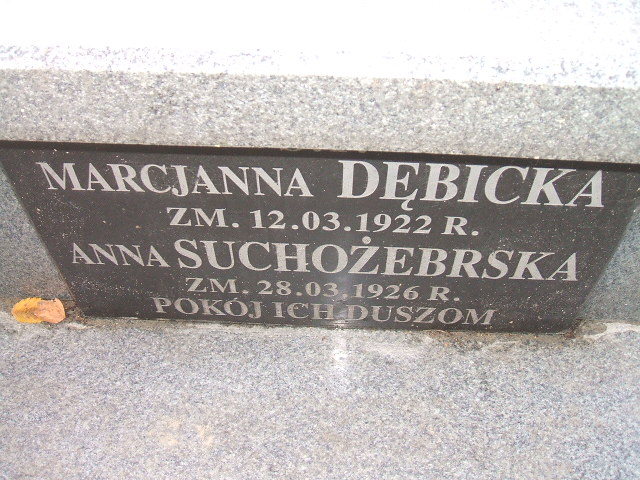 MARCJANNA DĘBICKA
ZM. 12.03.1922 R.
ANNA SUCHOŻEBRSKA
ZM. 28.03.1926 R.
POKÓJ ICH DUSZOM